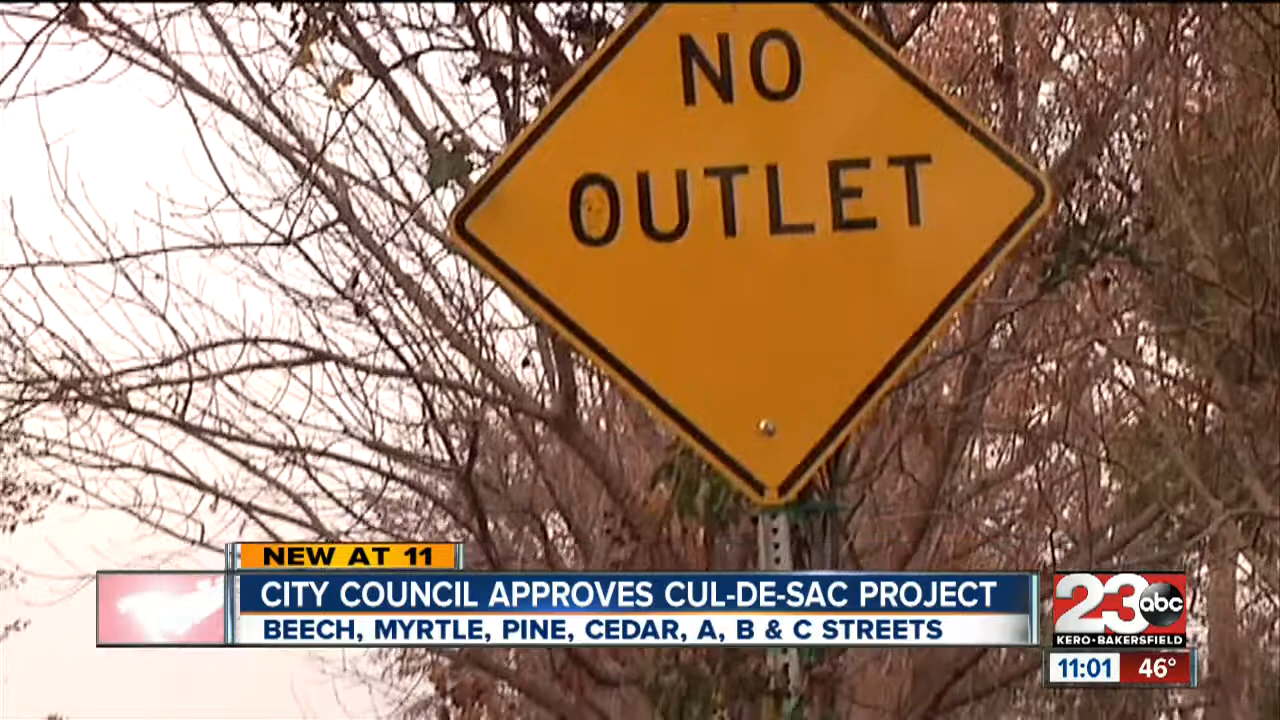 NO
OUTLET
NEW AT 11
CITY COUNCIL APPROVES CUL-DE-SAC PROJECT
BEECH, MYRTLE, PINE, CEDAR, A, B & C STREETS
23 abc
KERO·BAKERSFIELD
11:01 46°